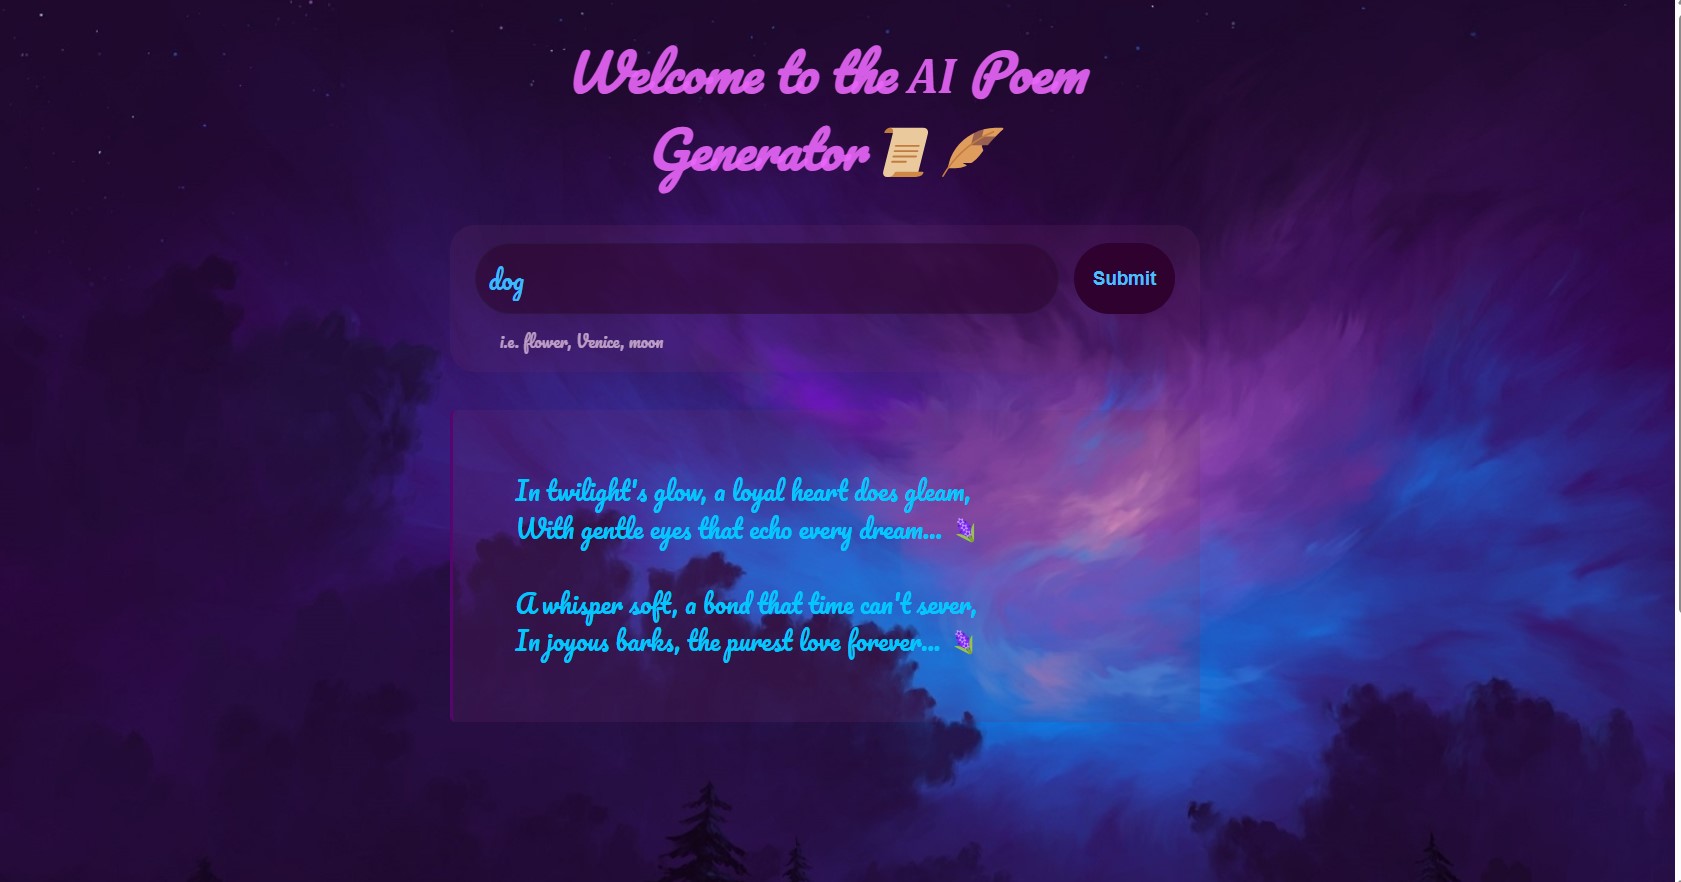 Welcome to the AI Poem
Generator 📜 🪶
dog
Submit
i.e. flower, Venice, moon
In twilight's glow, a loyal heart does gleam,
With gentle eyes that echo every dream... 🪻
A whisper soft, a bond that time can't sever,
In joyous barks, the purest love forever... 🪻